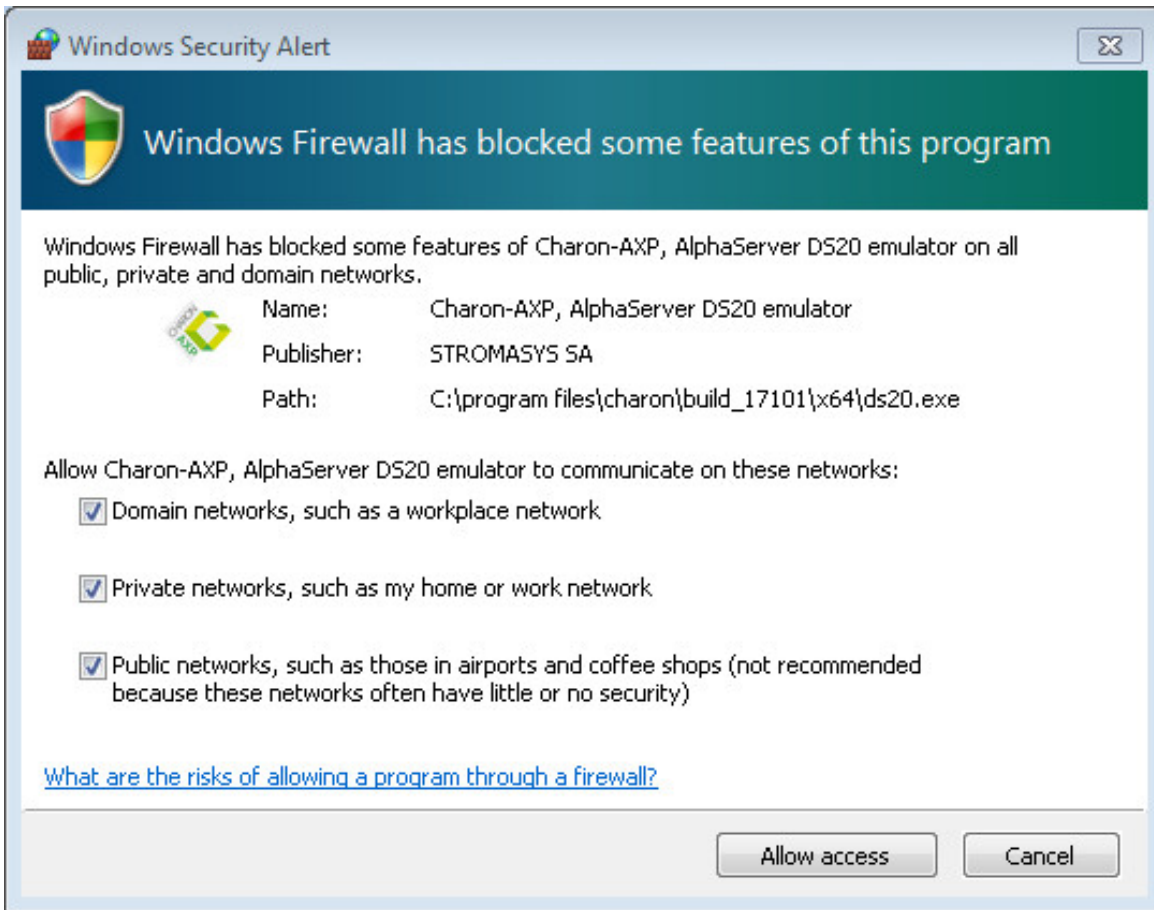 Windows Security Alert
Windows Firewall has blocked some features of this program
Windows Firewall has blocked some features of Charon-AXP, AlphaServer DS20 emulator on all
public, private and domain networks.
CHARON
AXP
Name: Charon-AXP, AlphaServer DS20 emulator
Publisher: STROMASYS SA
Path: C:\program files\charon\build_17101\x64\ds20.exe
Allow Charon-AXP, AlphaServer DS20 emulator to communicate on these networks:
Domain networks, such as a workplace network
Private networks, such as my home or work network
Public networks, such as those in airports and coffee shops (not recommended
because these networks often have little or no security)
What are the risks of allowing a program through a firewall?
Allow access Cancel